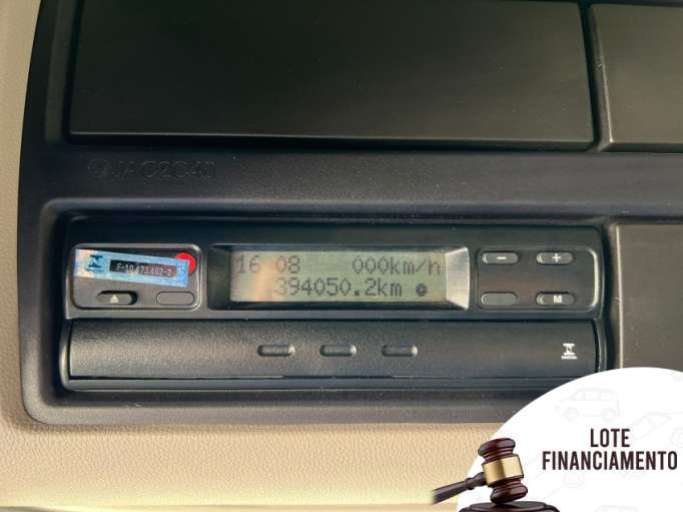 16 08 000km/h
394050.2km
M
LOTE
FINANCIAMENTO